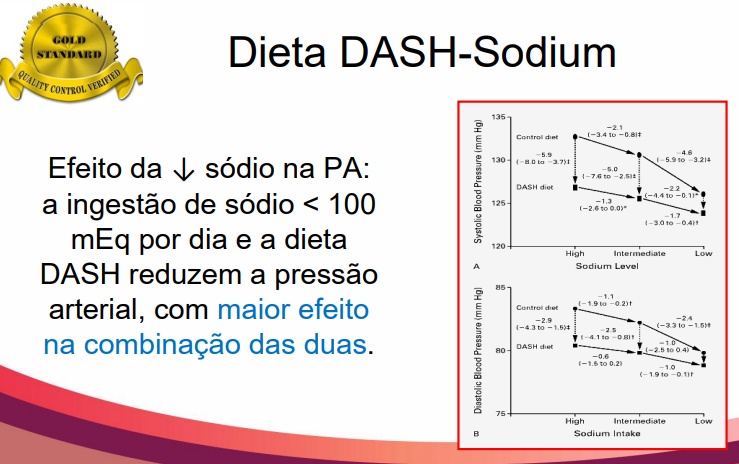 GOLD
STANDARD
QUALITY CONTROL VERIFIED
Dieta DASH-Sodium
Efeito da ↓ sódio na PA:
a ingestão de sódio < 100
mEq por dia e a dieta
DASH reduzem a pressão
arterial, com maior efeito
na combinação das duas.
Systolic Blood Pressure (mm Hg)
135
130
125
120
Control diet
−2.1
(−3.4 to −0.8)‡
−5.9
(−8.0 to −3.7)‡
−5.0
(−7.6 to −2.5)‡
−4.6
(−5.9 to −3.2)‡
DASH diet
−1.3
(−2.6 to 0.0)*
−2.2
(−4.4 to −0.1)*
−1.7
(−3.0 to −0.4)†
High
Intermediate
Low
A
Sodium Level
Diastolic Blood Pressure (mm Hg)
85
80
75
Control diet
−1.1
(−1.9 to −0.2)†
−2.9
(−4.3 to −1.5)‡
−2.5
(−4.1 to −0.8)†
−2.4
(−3.3 to −1.5)‡
DASH diet
−0.6
(−1.5 to 0.2)
−1.0
(−2.5 to 0.4)
−1.0
(−1.9 to −0.1)†
High
Intermediate
Low
B
Sodium Intake